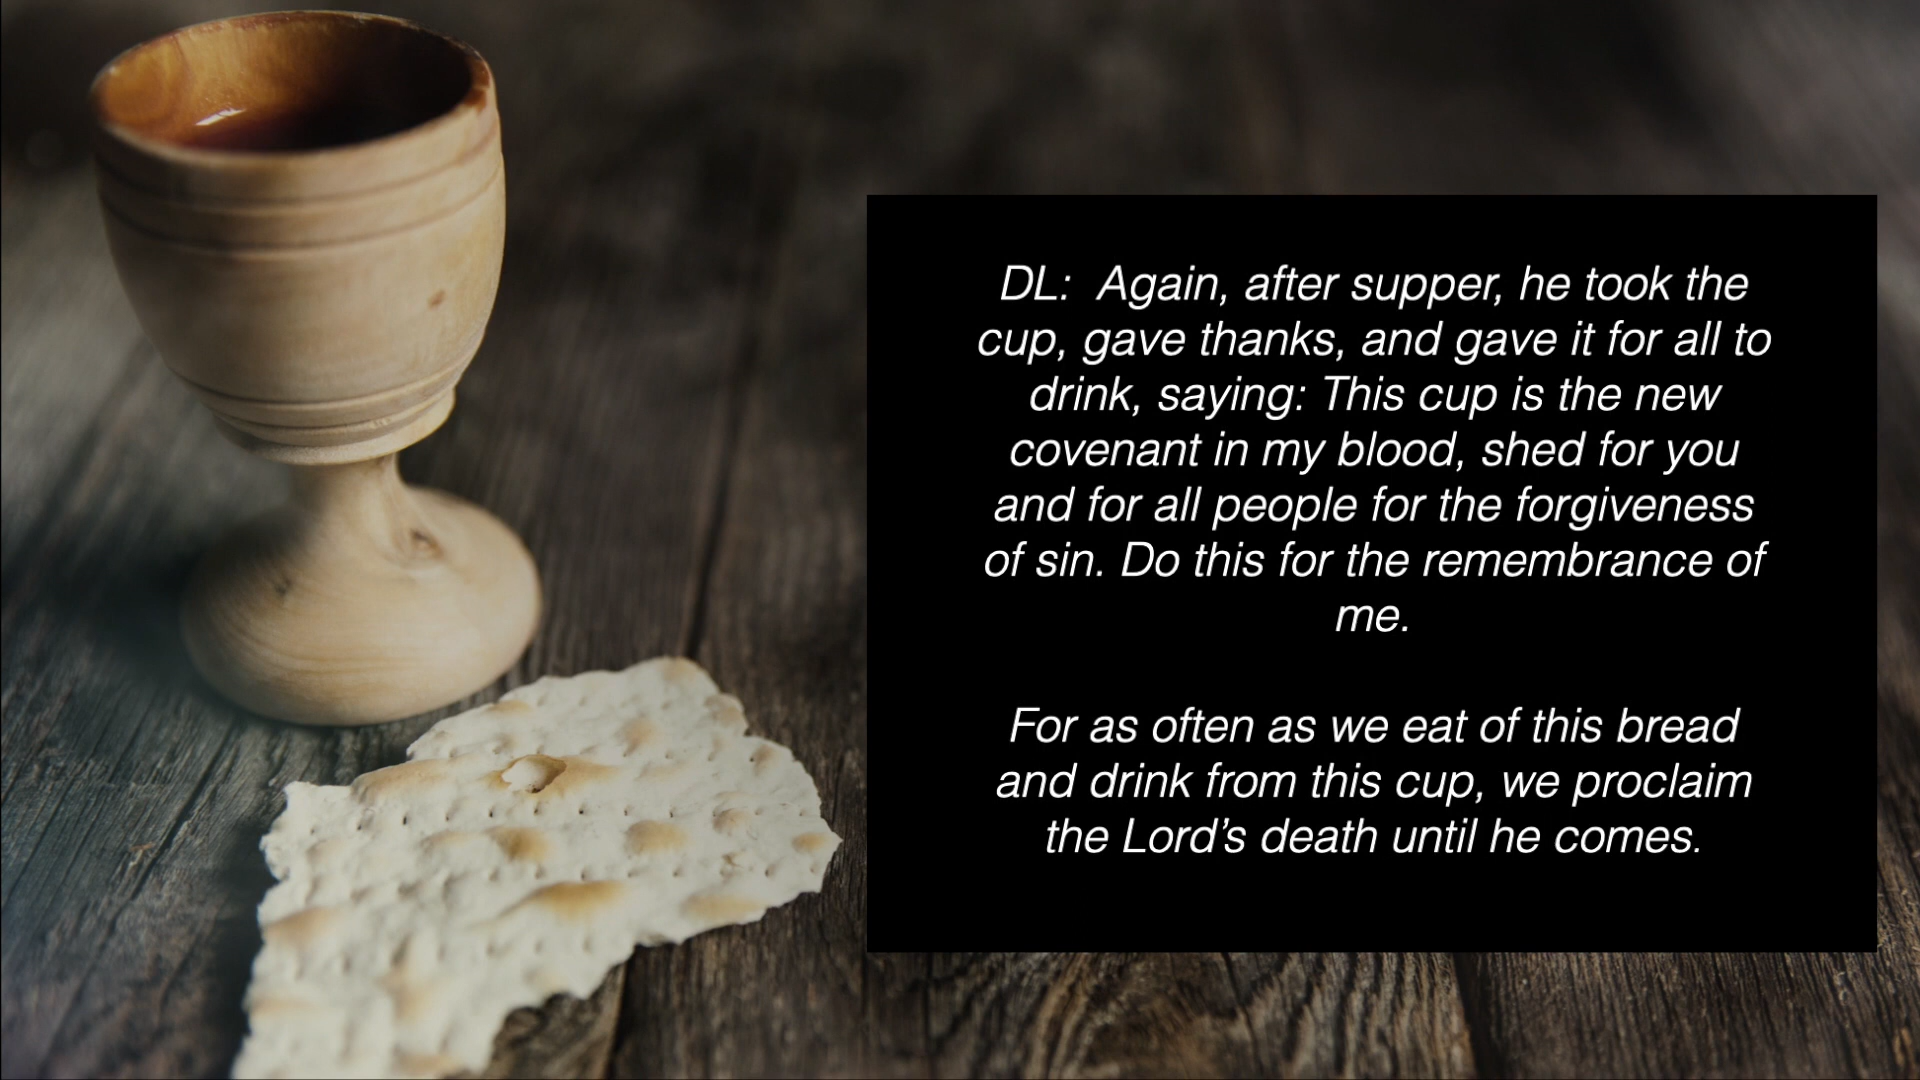 DL:  Again, after supper, he took the
cup, gave thanks, and gave it for all to
drink, saying: This cup is the new
covenant in my blood, shed for you
and for all people for the forgiveness
of sin. Do this for the remembrance of
me.
For as often as we eat of this bread
and drink from this cup, we proclaim
the Lord’s death until he comes.